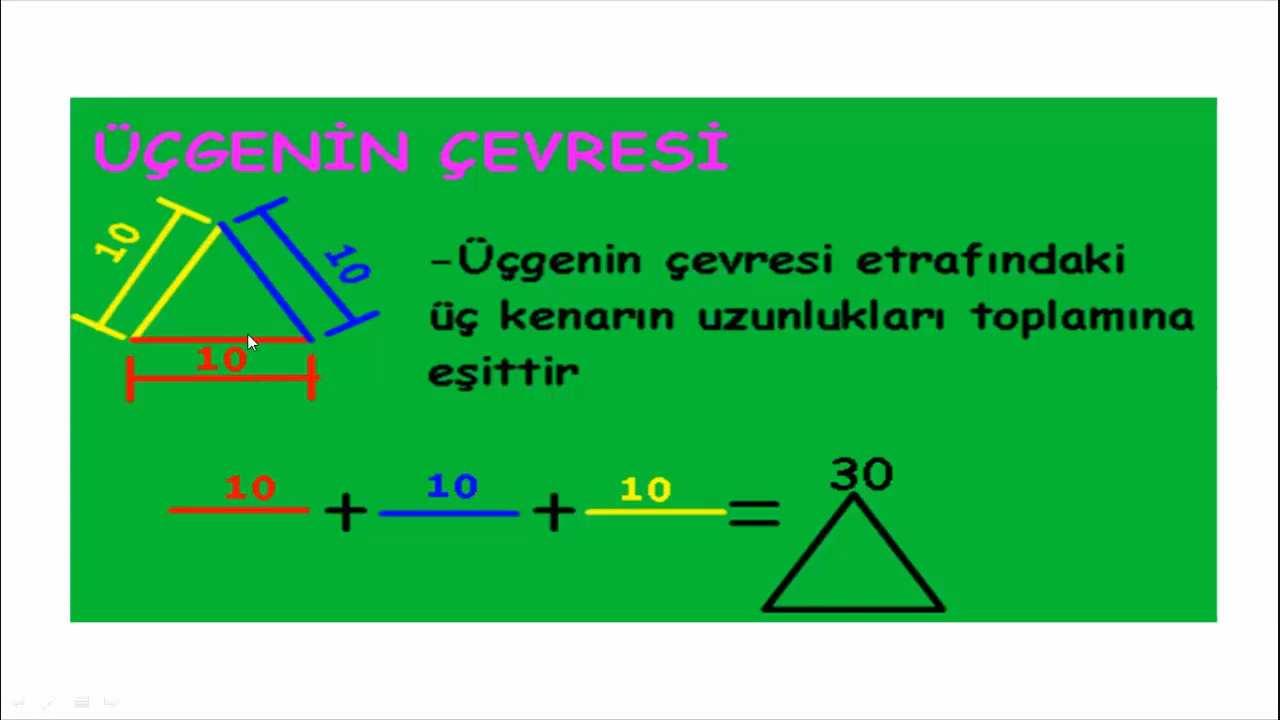 ÜÇGENİN ÇEVRESİ
10
10
10
-Üçgenin çevresi etrafındaki
üç kenarın uzunlukları toplamına
eşittir
10 + 10 + 10 = 30